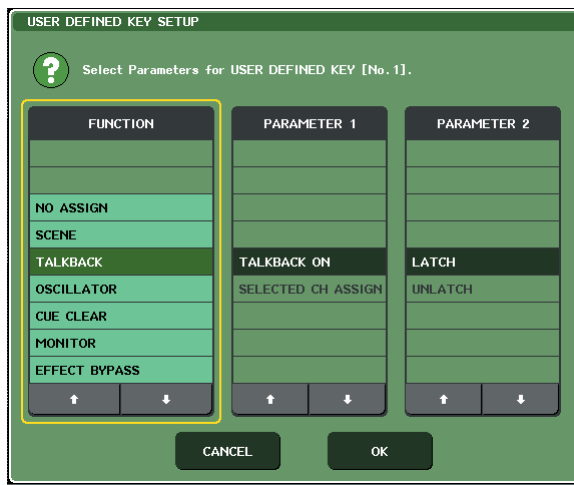 USER DEFINED KEY SETUP
?
Select Parameters for USER DEFINED KEY [No.1].
FUNCTION
NO ASSIGN
SCENE
TALKBACK
OSCILLATOR
CUE CLEAR
MONITOR
EFFECT BYPASS
PARAMETER 1
TALKBACK ON
SELECTED CH ASSIGN
PARAMETER 2
LATCH
UNLATCH
CANCEL
OK